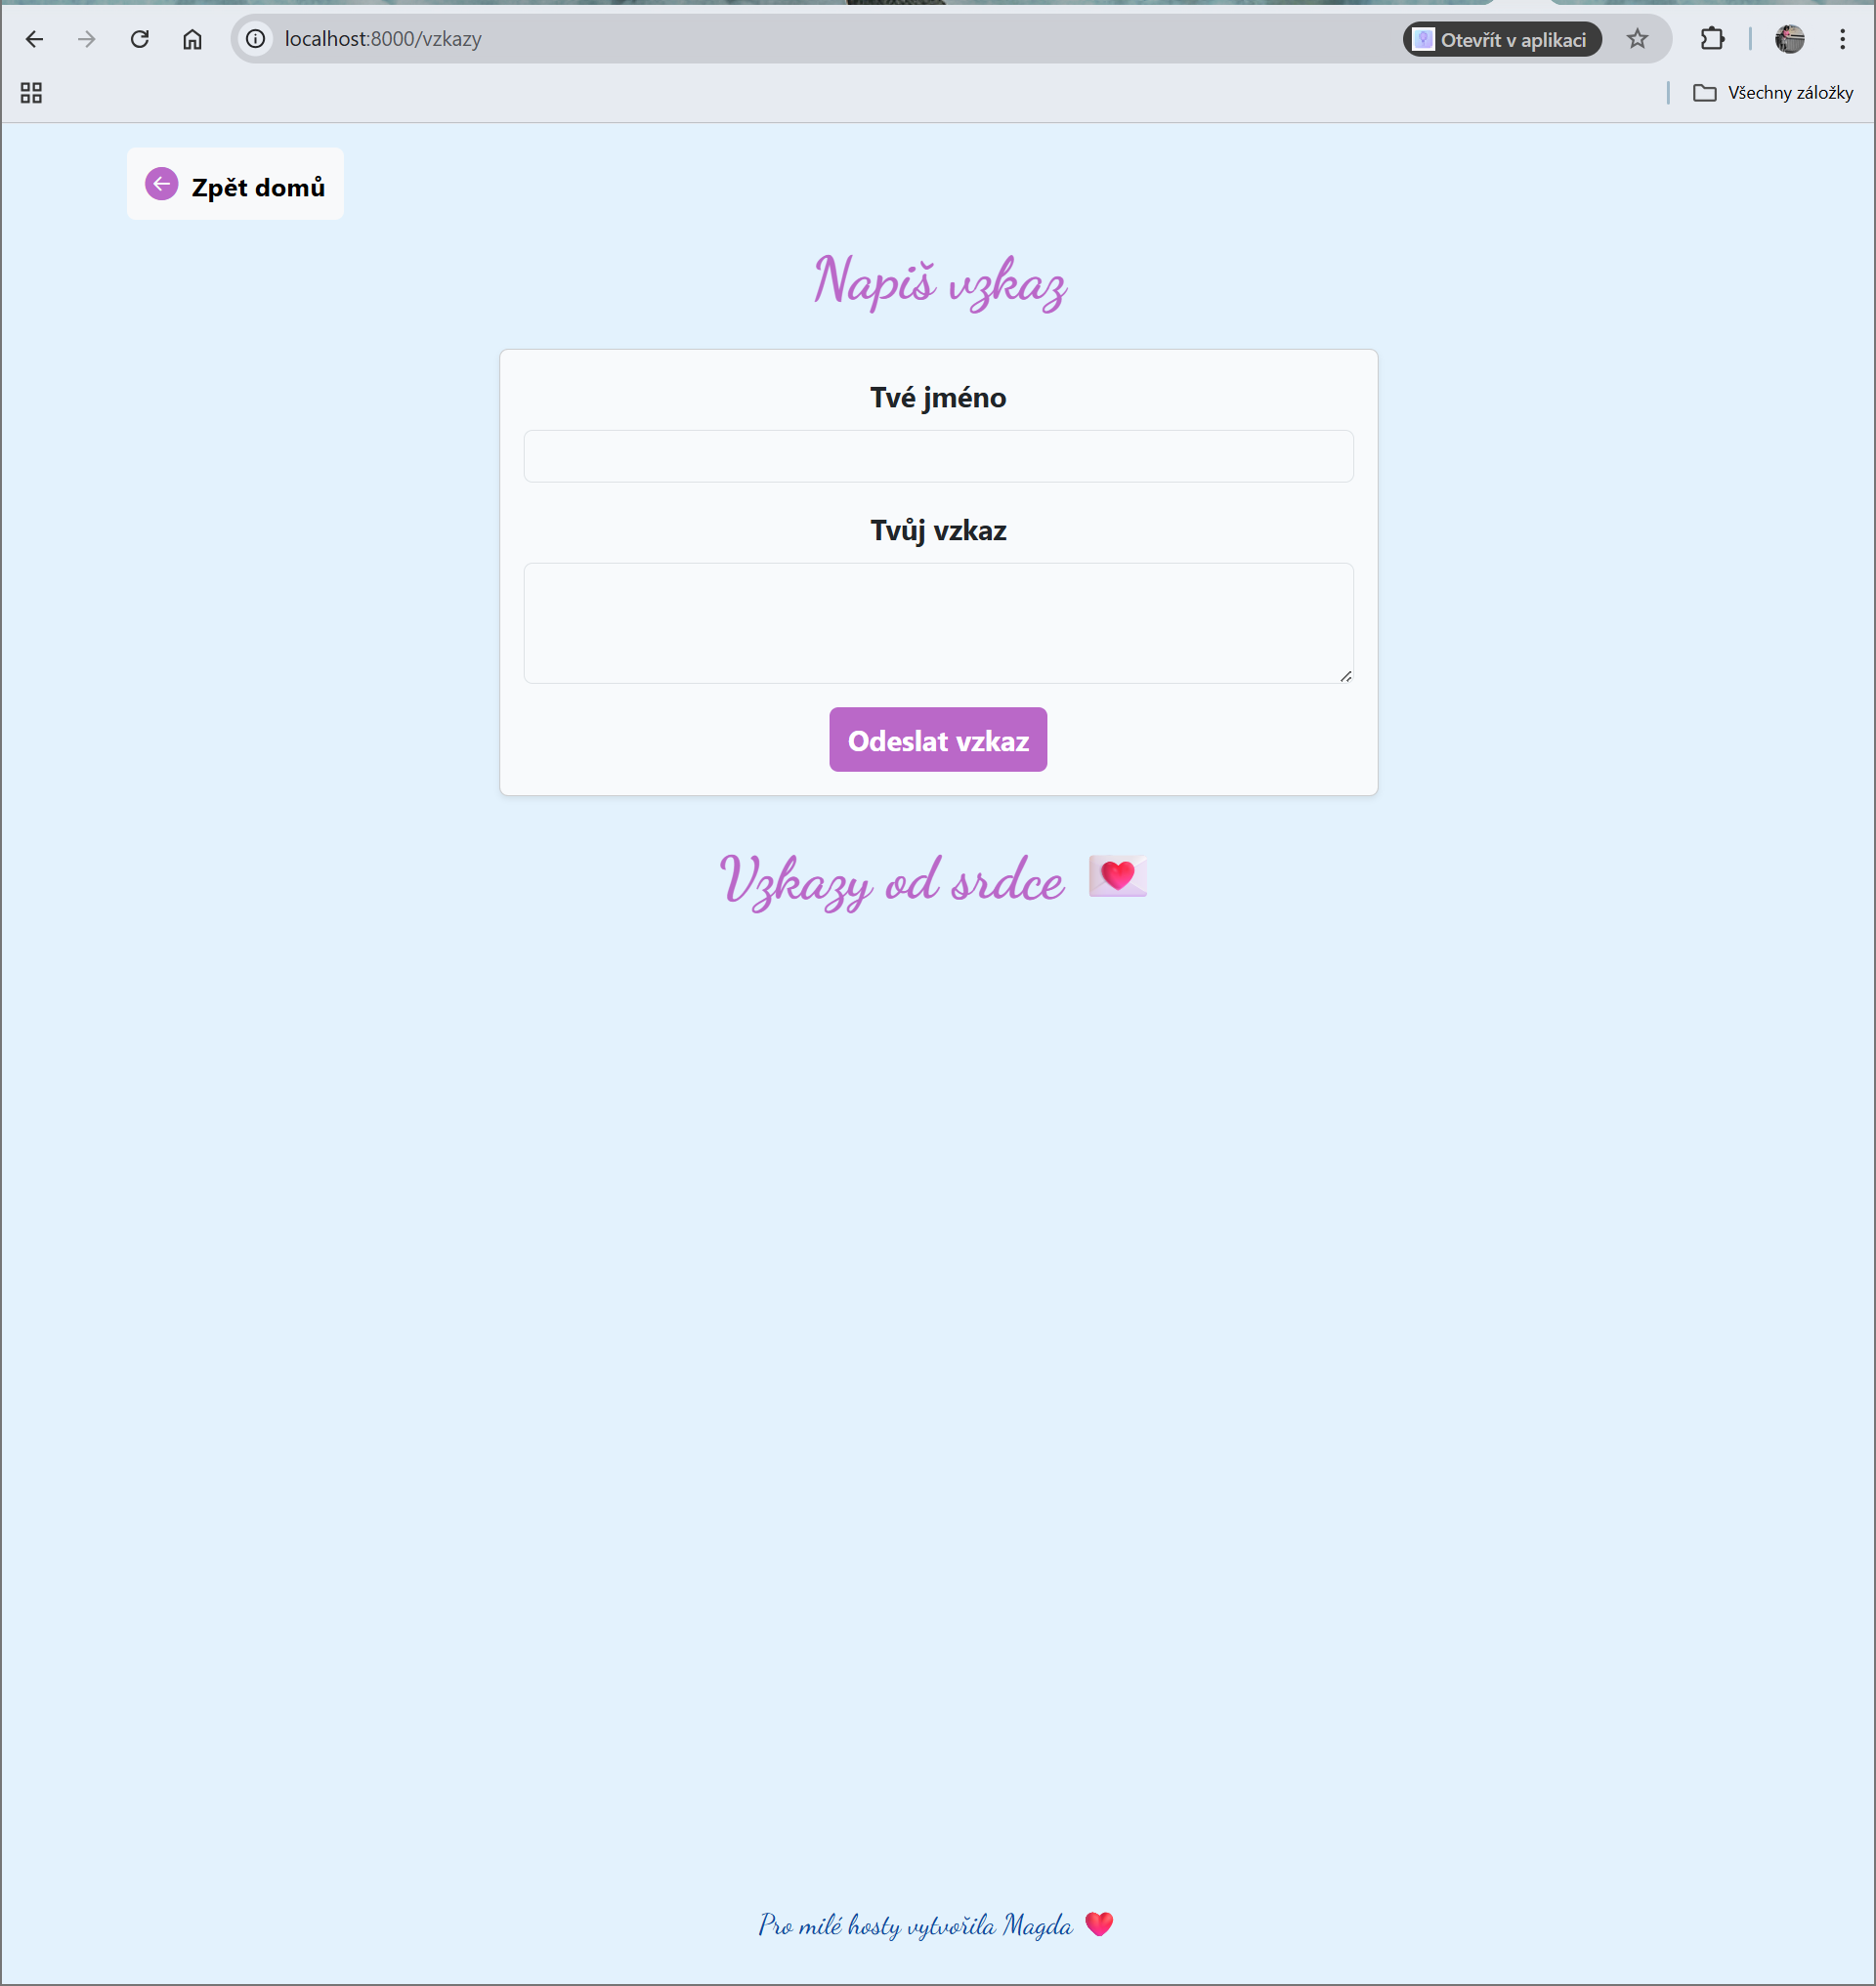 localhost:8000/vzkazy
Otevřít v aplikaci
Všechny záložky
Zpět domů
Napiš vzkaz
Tvé jméno
Tvůj vzkaz
Odeslat vzkaz
Vzkazy od srdce
Pro milé hosty vytvořila Magda